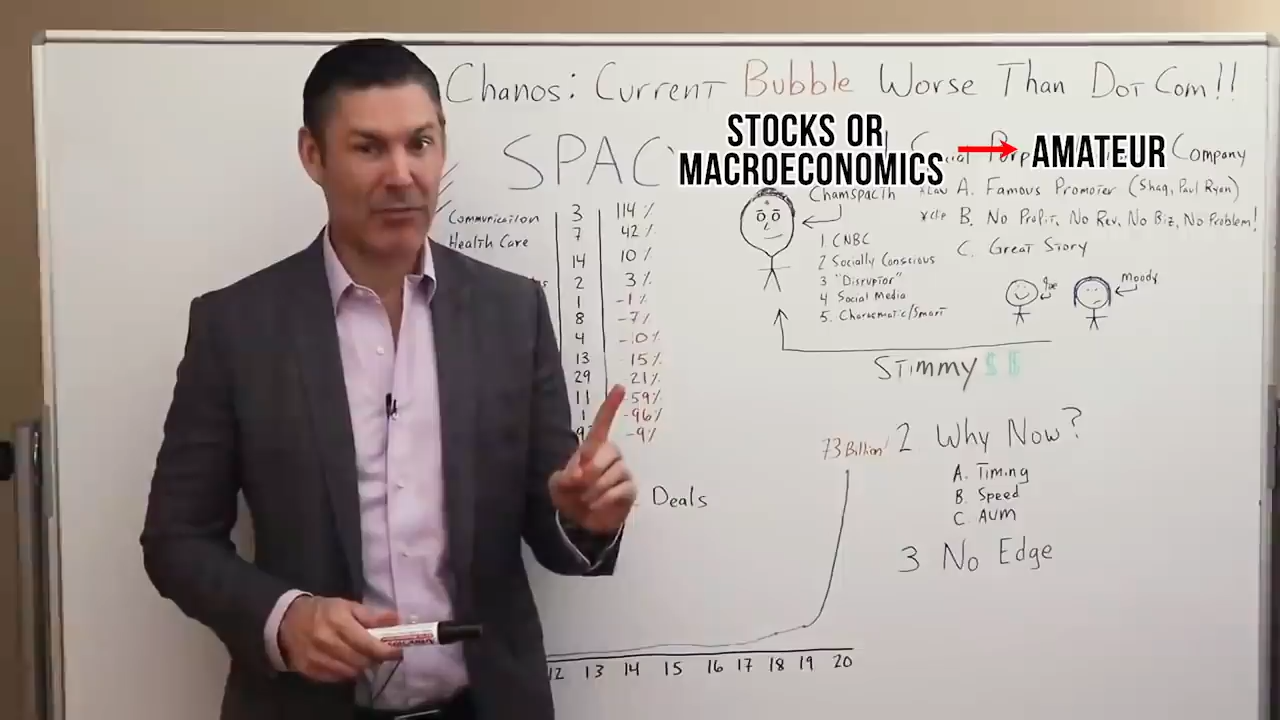 Chanos: Current Bubble Worse Than Dot Com!!
SPAC
STOCKS OR
MACROECONOMICS
AMATEUR
Company
A. Famous Promoter (Shaq, Paul Ryan)
B. No Profit, No Rev, No Biz, No Problem!
C. Great Story
Chamspacth
1 CNBC
2 Socially Conscious
3 "Disruptor"
4 Social Media
5. Charasmatic/Smart
Joe
Moody
Stimmy $ $
Communication 3 114%
Health Care 7 42%
14 10%
2 3%
1 -1%
8 -7%
4 -10%
13 15%
29 21%
11 -59%
1 -96%
-9%
Deals
73 Billion
12 13 14 15 16 17 18 19 20
2 Why Now?
A. Timing
B. Speed
C. AUM
3 No Edge